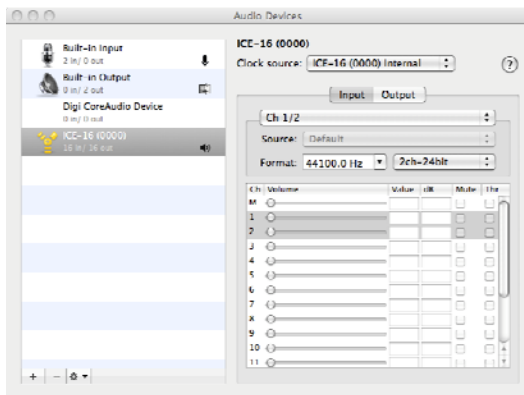 Audio Devices
Built-in Input
2 in/ 0 out
Built-in Output
0 in/ 2 out
Digi CoreAudio Device
0 in/ 0 out
ICE-16 (0000)
16 in/ 16 out
+ −
ICE-16 (0000)
Clock source: ICE-16 (0000) Internal
?
Input Output
Ch 1/2
Source: Default
Format: 44100.0 Hz 2ch-24bit
Ch Volume Value dB Mute Thr
M
1
2
3
4
5
6
7
8
9
10
11